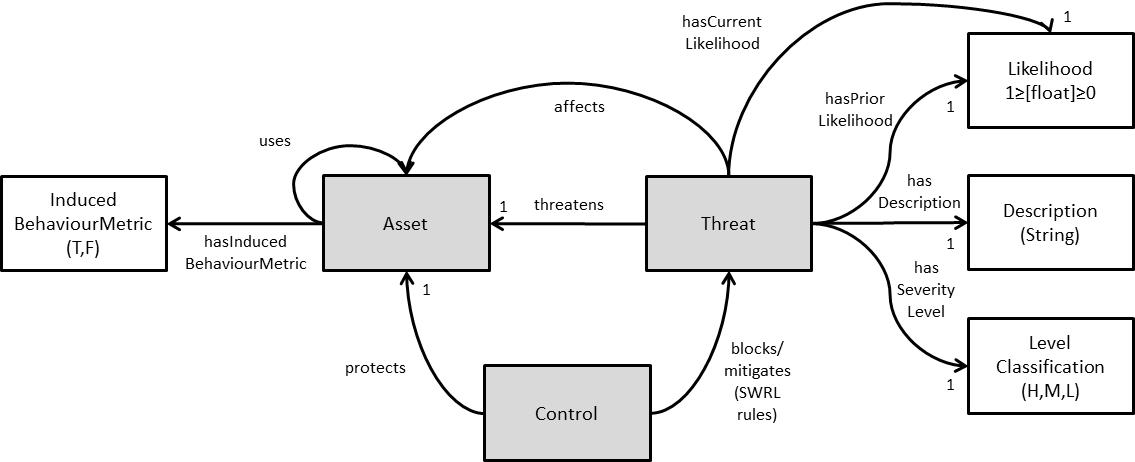 hasCurrent
Likelihood
1
Likelihood
1≥[float]≥0
hasPrior
Likelihood
1
affects
uses
Induced
BehaviourMetric
(T,F)
hasInduced
BehaviourMetric
Asset
1
threatens
Threat
has
Description
1
Description
(String)
has
Severity
Level
1
Level
Classification
(H,M,L)
1
protects
Control
blocks/
mitigates
(SWRL
rules)